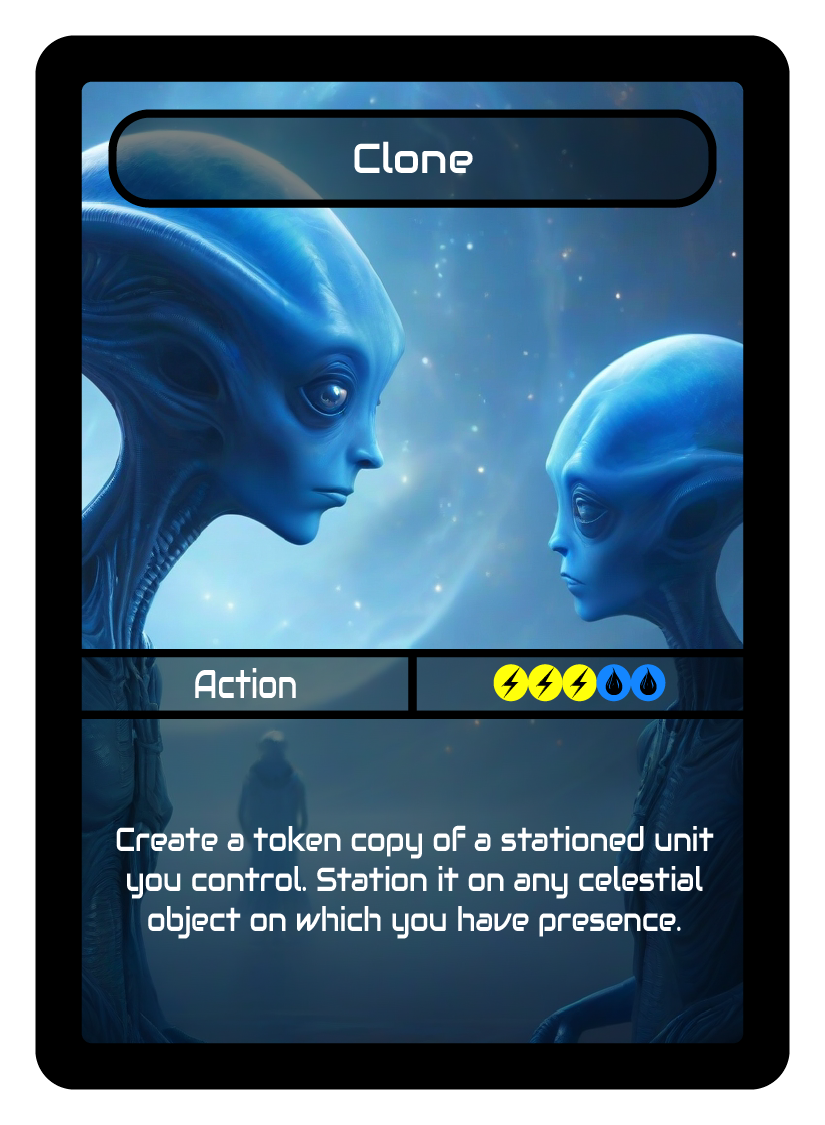 Clone
Action
Create a token copy of a stationed unit
you control. Station it on any celestial
object on which you have presence.